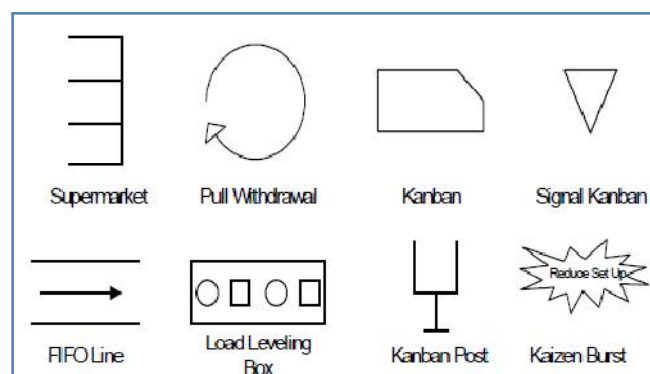 Supermarket
Pull Withdrawal
Kanban
Signal Kanban
Reduce Set Up
FIFO Line
Load Leveling
Box
Kanban Post
Kaizen Burst